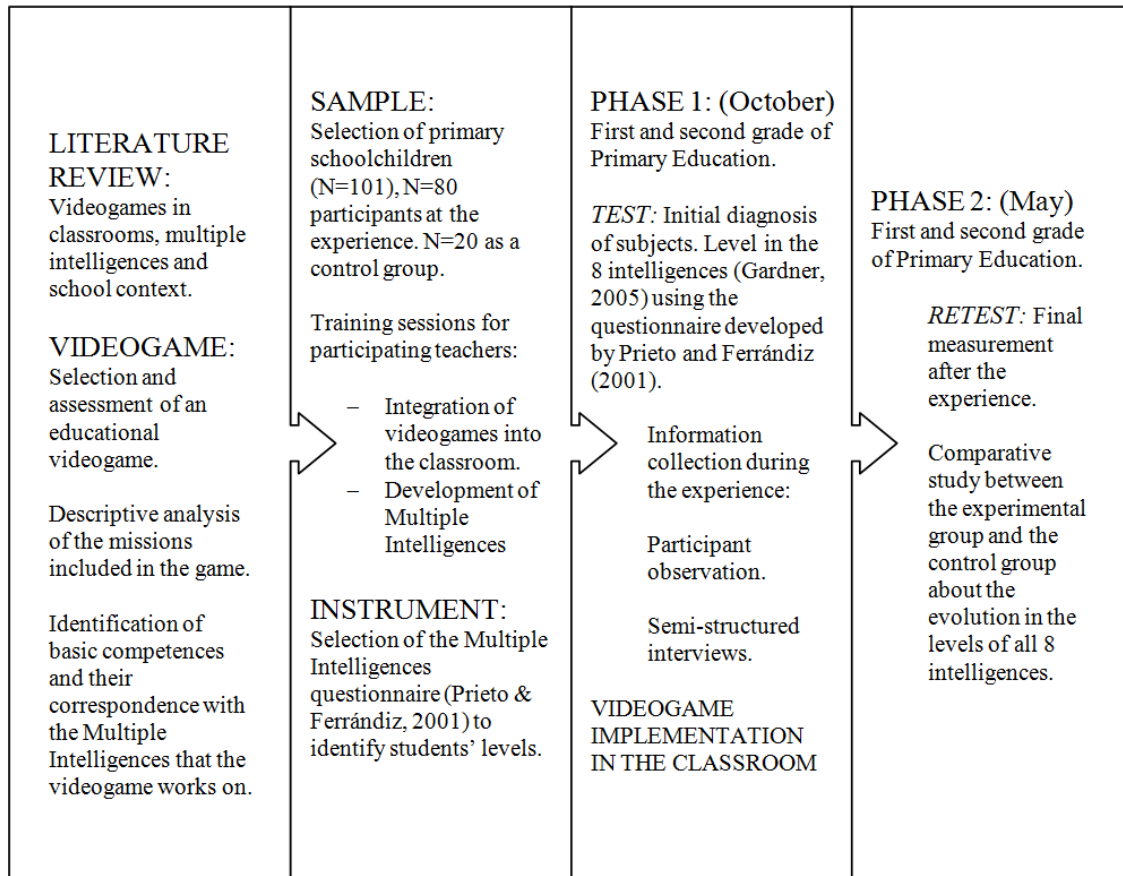 LITERATURE
REVIEW:
Videogames in
classrooms, multiple
intelligences and
school context.
VIDEOGAME:
Selection and
assessment of an
educational
videogame.
Descriptive analysis
of the missions
included in the game.
Identification of
basic competences
and their
correspondence with
the Multiple
Intelligences that the
videogame works on.
SAMPLE:
Selection of primary
schoolchildren
(N=101), N=80
participants at the
experience. N=20 as a
control group.
Training sessions for
participating teachers:
– Integration of
videogames into
the classroom.
– Development of
Multiple
Intelligences
INSTRUMENT:
Selection of the Multiple
Intelligences
questionnaire (Prieto &
Ferrándiz, 2001) to
identify students’ levels.
PHASE 1: (October)
First and second grade of
Primary Education.
TEST: Initial diagnosis
of subjects. Level in the
8 intelligences (Gardner,
2005) using the
questionnaire developed
by Prieto and Ferrándiz
(2001).
Information
collection during
the experience:
Participant
observation.
Semi-structured
interviews.
VIDEOGAME
IMPLEMENTATION
IN THE CLASSROOM
PHASE 2: (May)
First and second grade
of Primary Education.
RETEST: Final
measurement
after the
experience.
Comparative
study between
the experimental
group and the
control group
about the
evolution in the
levels of all 8
intelligences.